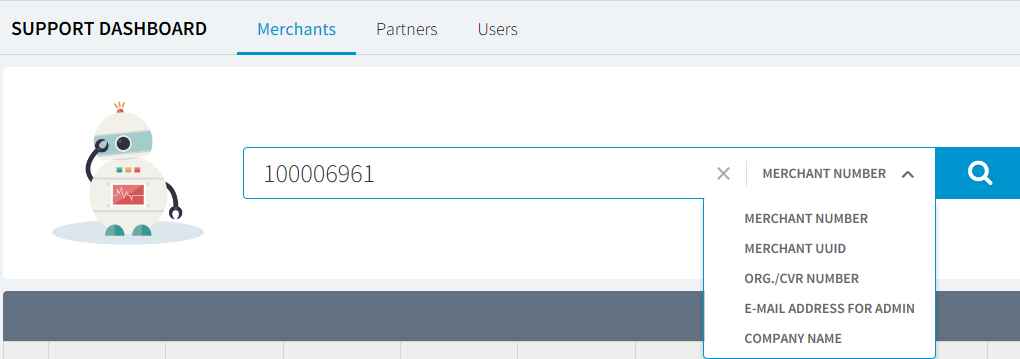 SUPPORT DASHBOARD Merchants Partners Users
100006961 MERCHANT NUMBER
MERCHANT NUMBER
MERCHANT UUID
ORG./CVR NUMBER
E-MAIL ADDRESS FOR ADMIN
COMPANY NAME